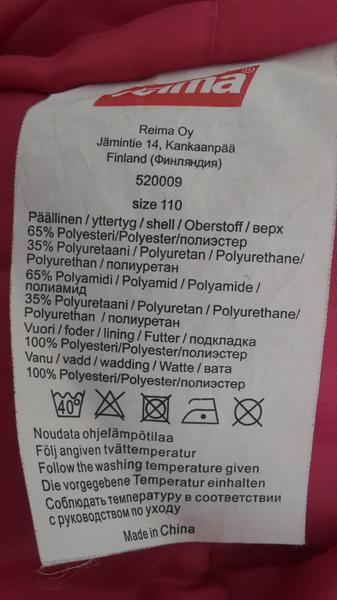 reima®
Reima Oy
Jämintie 14, Kankaanpää
Finland (Финляндия)
520009
size 110
Päällinen / yttertyg / shell / Oberstoff / верх
65% Polyesteri/Polyester/полиэстер
35% Polyuretaani / Polyuretan / Polyurethane/
Polyurethan / полиуретан
65% Polyamidi / Polyamid / Polyamide /
полиамид
35% Polyuretaani / Polyuretan / Polyurethane/
Polyurethan / полиуретан
Vuori / foder / lining / Futter / подкладка
100% Polyesteri/Polyester/полиэстер
Vanu / vadd / wadding / Watte / вата
100% Polyesteri/Polyester/полиэстер
40°
Noudata ohjelämpötilaa
Följ angiven tvättemperatur
Follow the washing temperature given
Die vorgegebene Temperatur einhalten
Соблюдать температуру в соответствии
с руководством по уходу
Made in China